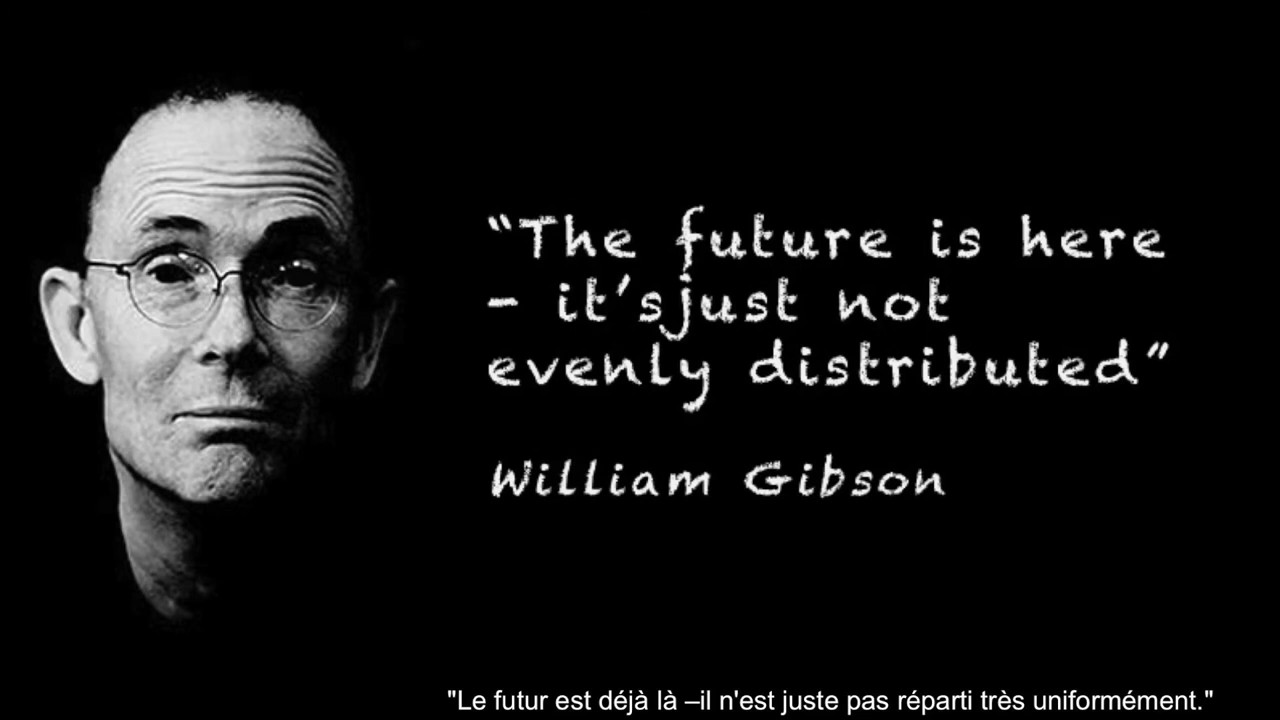 “The future is here
– it’sjust not
evenly distributed”
William Gibson
"Le futur est déjà là –il n'est juste pas réparti très uniformément."